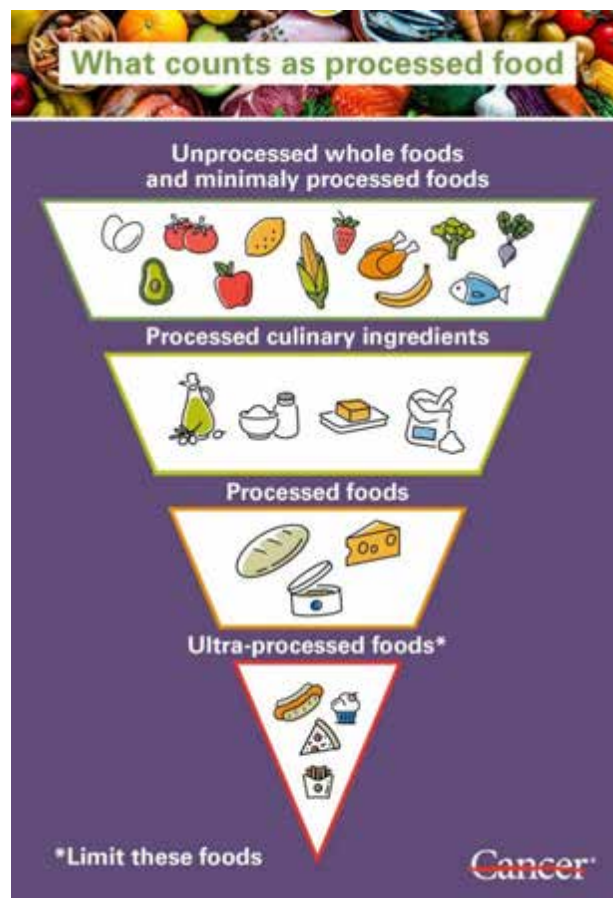 What counts as processed food
Unprocessed whole foods
and minimaly processed foods
Processed culinary ingredients
Processed foods
Ultra-processed foods*
*Limit these foods
Cancer